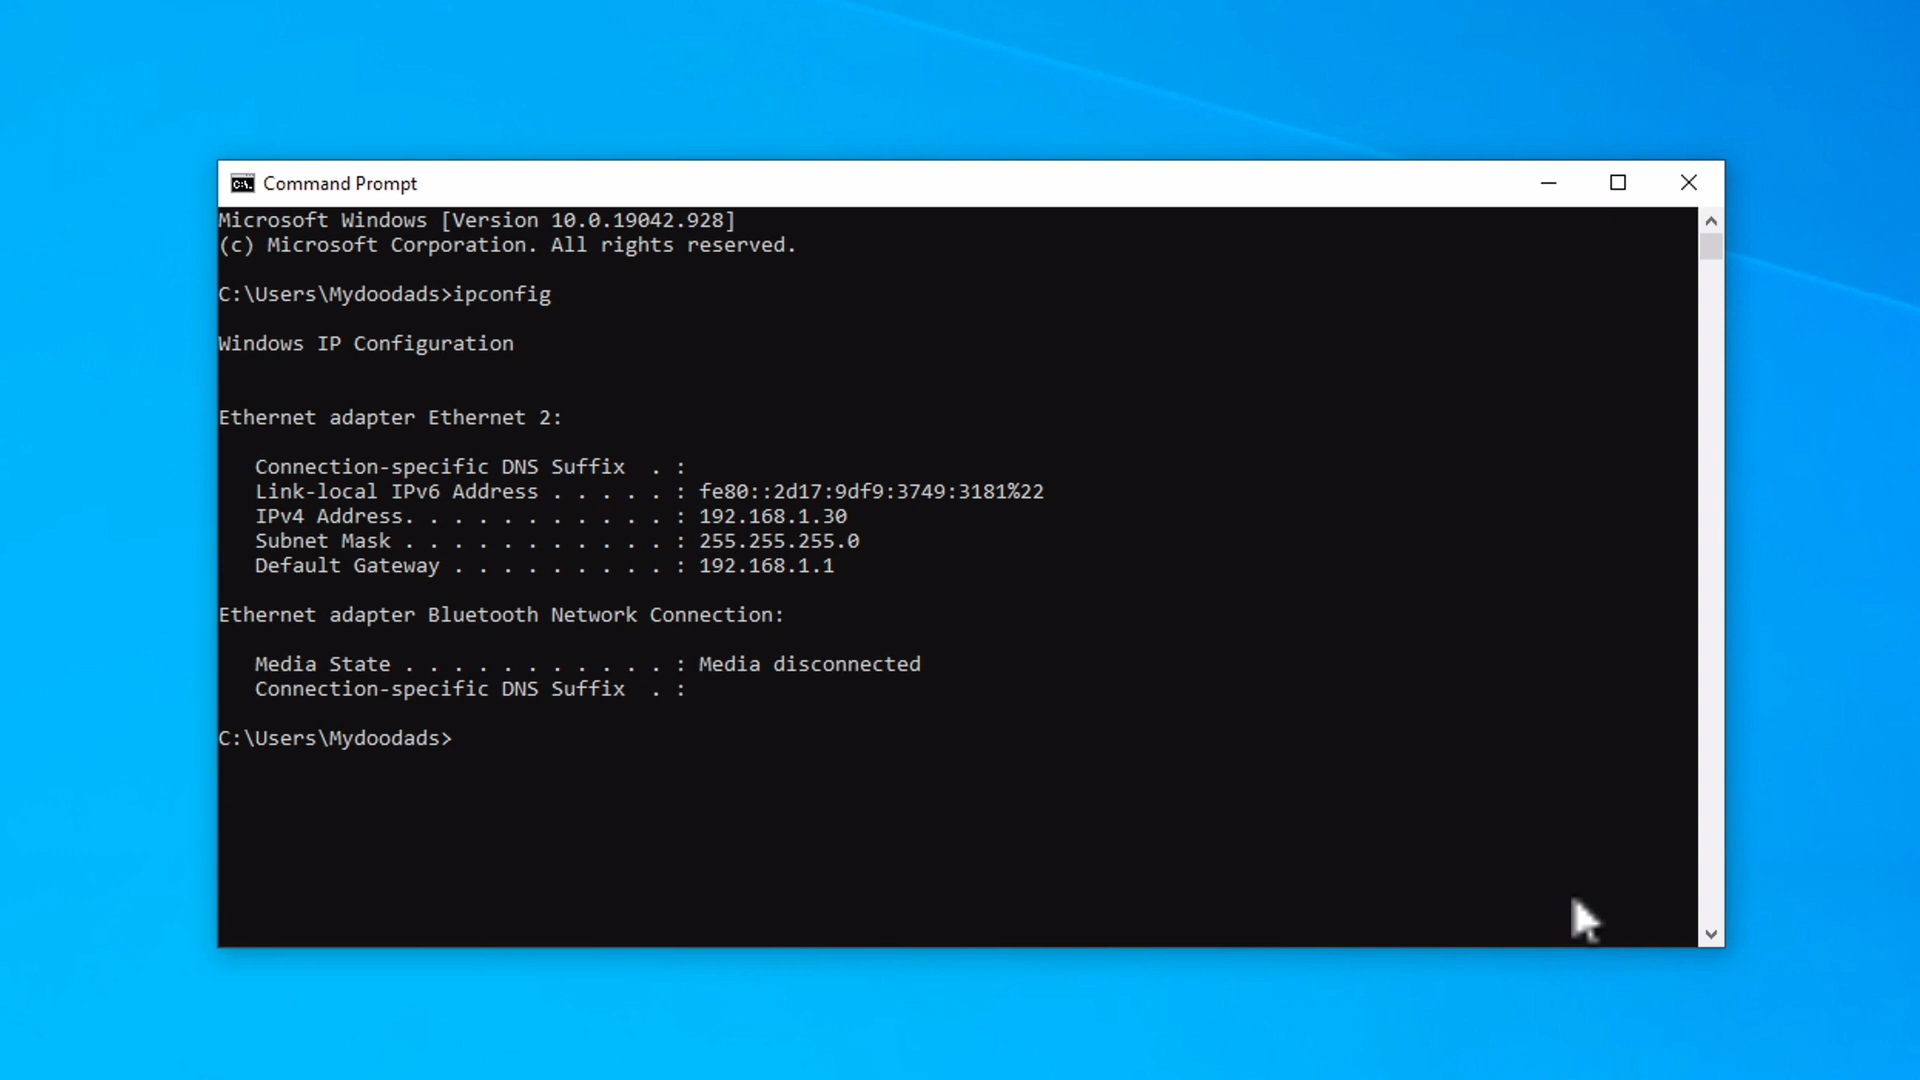 Command Prompt
Microsoft Windows [Version 10.0.19042.928]
(c) Microsoft Corporation. All rights reserved.
C:\Users\Mydoodads>ipconfig
Windows IP Configuration
Ethernet adapter Ethernet 2:
Connection-specific DNS Suffix  . :
Link-local IPv6 Address . . . . . : fe80::2d17:9df9:3749:3181%22
IPv4 Address. . . . . . . . . . . : 192.168.1.30
Subnet Mask . . . . . . . . . . . : 255.255.255.0
Default Gateway . . . . . . . . . : 192.168.1.1
Ethernet adapter Bluetooth Network Connection:
Media State . . . . . . . . . . . : Media disconnected
Connection-specific DNS Suffix  . :
C:\Users\Mydoodads>